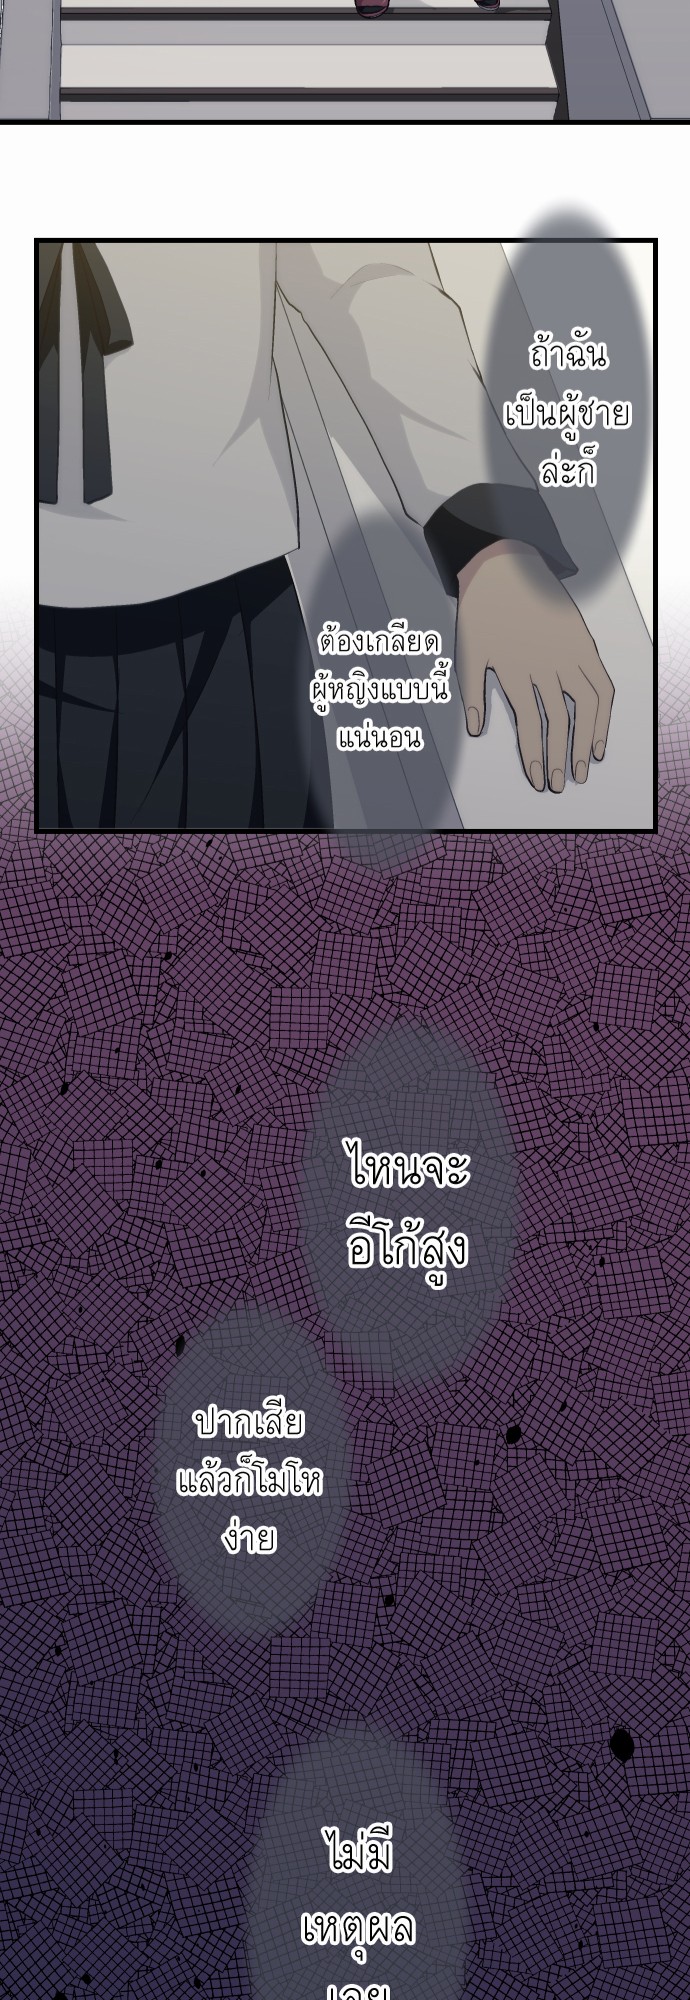 ถ้าฉัน
เป็นผู้ชาย
ล่ะก็
ต้องเกลียด
ผู้หญิงแบบนี้
แน่นอน
ไหนจะ
อีโก้สูง
ปากเสีย
แล้วก็โมโห
ง่าย
ไม่มี
เหตุผล
เลย